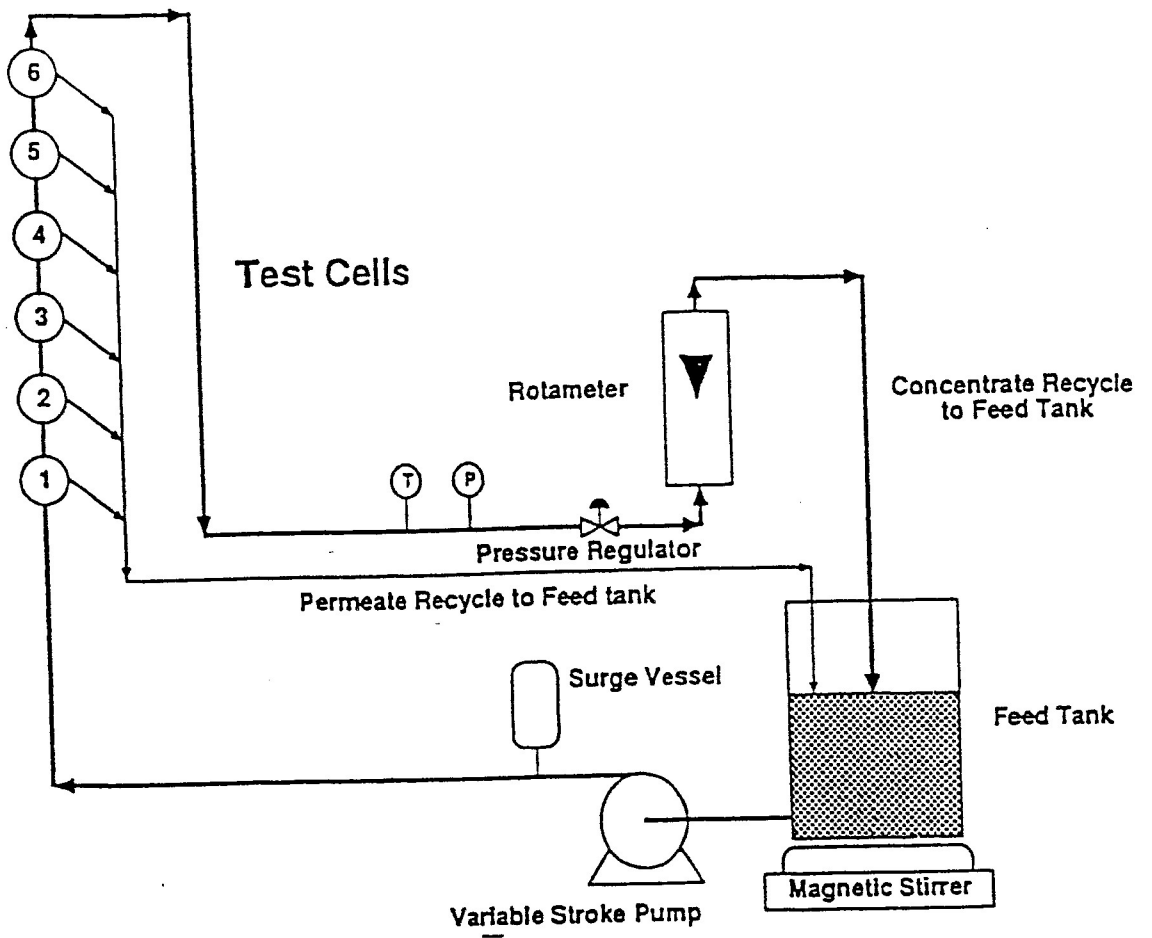 6
5
4
3
2
1
Test Cells
Rotameter
Concentrate Recycle
to Feed Tank
T
P
Pressure Regulator
Permeate Recycle to Feed tank
Surge Vessel
Feed Tank
Magnetic Stirrer
Variable Stroke Pump